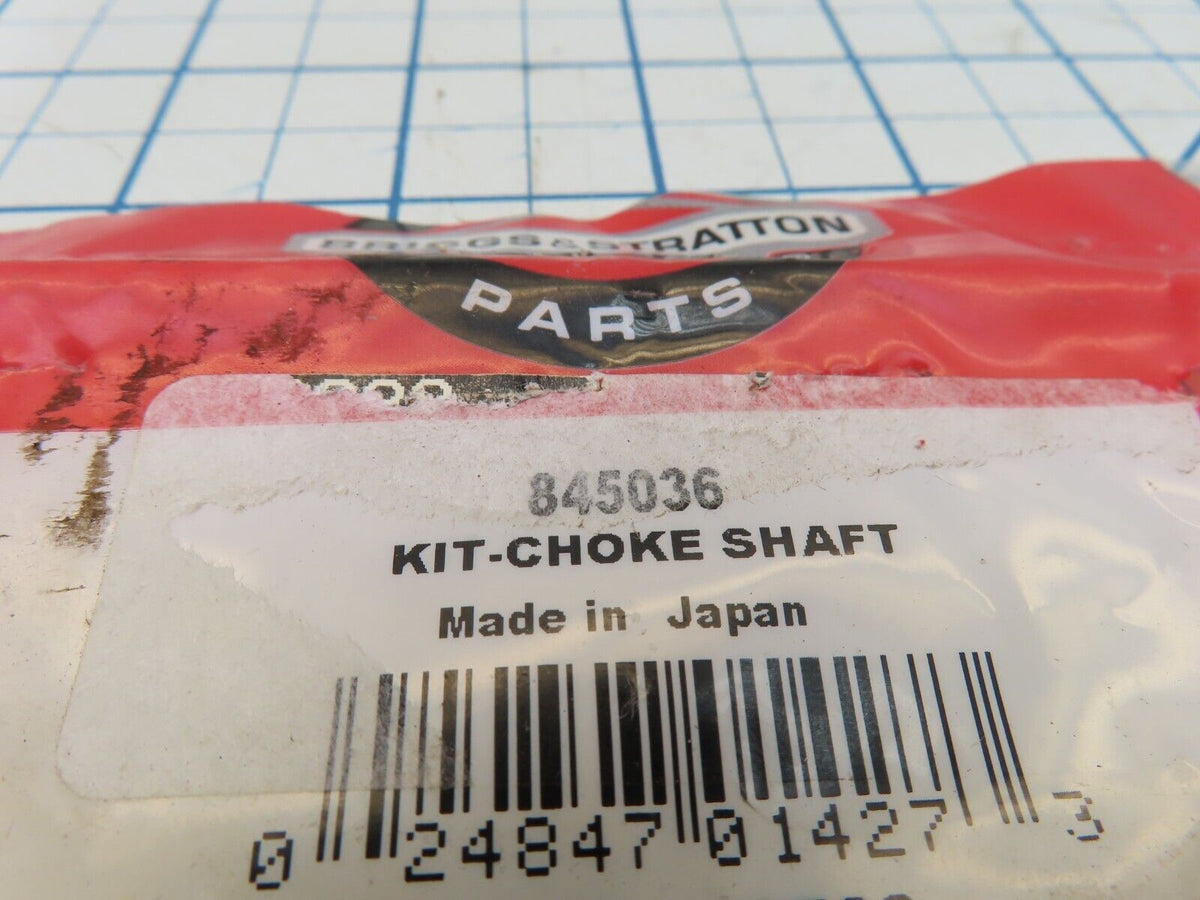 BRIGGS&STRATTON
PARTS
845036
KIT-CHOKE SHAFT
Made in Japan
0 24847 01427 3